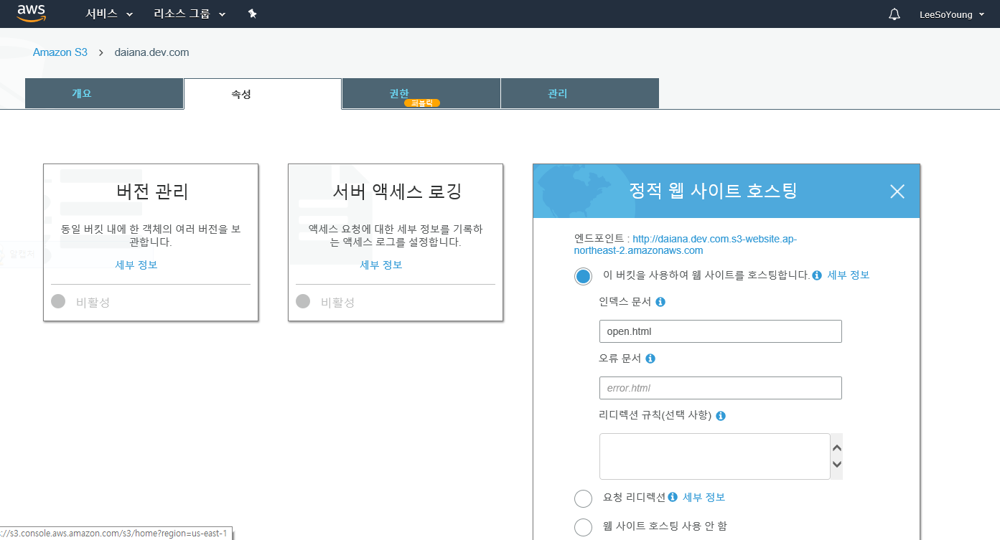 aws 서비스 리소스 그룹 LeeSoYoung
Amazon S3 > daiana.dev.com
개요 속성 권한 관리
퍼블릭
버전 관리
동일 버킷 내에 한 객체의 여러 버전을 보
관합니다.
세부 정보
비활성
서버 액세스 로깅
액세스 요청에 대한 세부 정보를 기록하
는 액세스 로그를 설정합니다.
세부 정보
비활성
정적 웹 사이트 호스팅
엔드포인트 : http://daiana.dev.com.s3-website.ap-
northeast-2.amazonaws.com
이 버킷을 사용하여 웹 사이트를 호스팅합니다. 세부 정보
인덱스 문서
open.html
오류 문서
error.html
리디렉션 규칙(선택 사항)
요청 리디렉션 세부 정보
웹 사이트 호스팅 사용 안 함
알캡처
://s3.console.aws.amazon.com/s3/home?region=us-east-1